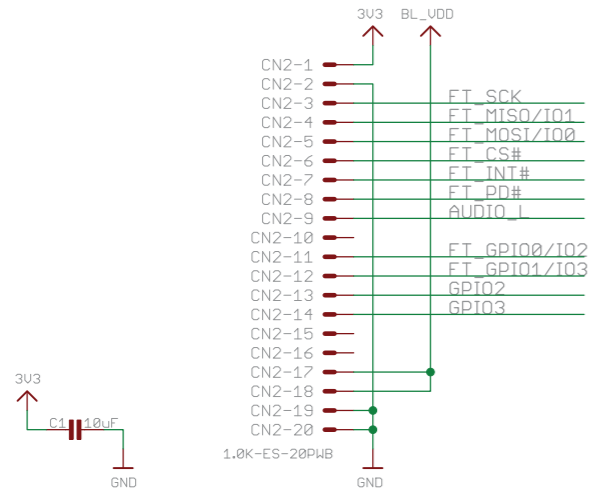 3V3 BL_VDD
CN2-1
CN2-2
CN2-3 FT_SCK
CN2-4 FT_MISO/IO1
CN2-5 FT_MOSI/IO0
CN2-6 FT_CS#
CN2-7 FT_INT#
CN2-8 FT_PD#
CN2-9 AUDIO_L
CN2-10
CN2-11 FT_GPIO0/IO2
CN2-12 FT_GPIO1/IO3
CN2-13 GPIO2
CN2-14 GPIO3
CN2-15
CN2-16
CN2-17
CN2-18
CN2-19
CN2-20
1.0K-ES-20PWB
GND
3V3
C1 10uF
GND